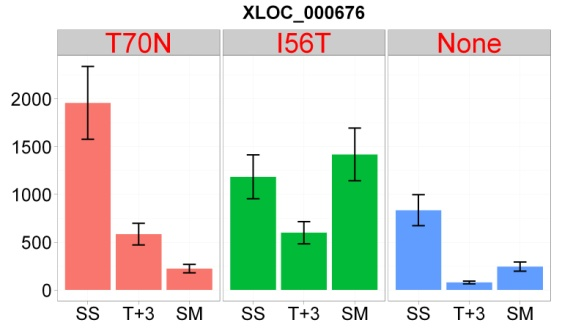 XLOC_000676
T70N I56T None
2000
1500
1000
500
0
SS T+3 SM SS T+3 SM SS T+3 SM